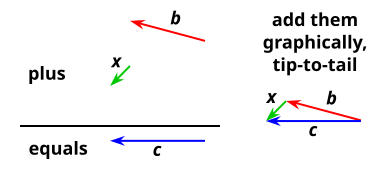 b
x
plus
equals
c
add them
graphically,
tip-to-tail
x
b
c